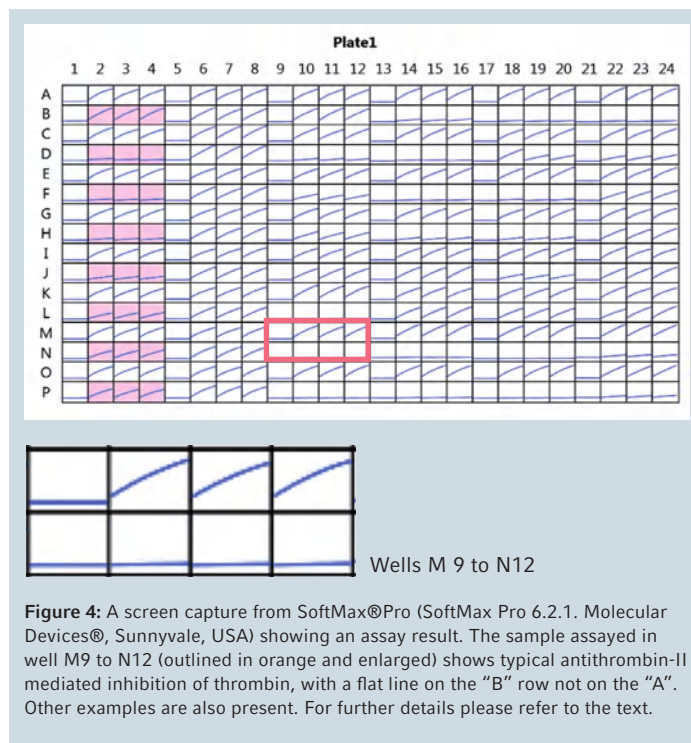 Plate1
1 2 3 4 5 6 7 8 9 10 11 12 13 14 15 16 17 18 19 20 21 22 23 24
A
B
C
D
E
F
G
H
I
J
K
L
M
N
O
P
Wells M 9 to N12
Figure 4: A screen capture from SoftMax®Pro (SoftMax Pro 6.2.1. Molecular
Devices®, Sunnyvale, USA) showing an assay result. The sample assayed in
well M9 to N12 (outlined in orange and enlarged) shows typical antithrombin-II
mediated inhibition of thrombin, with a flat line on the “B” row not on the “A”.
Other examples are also present. For further details please refer to the text.